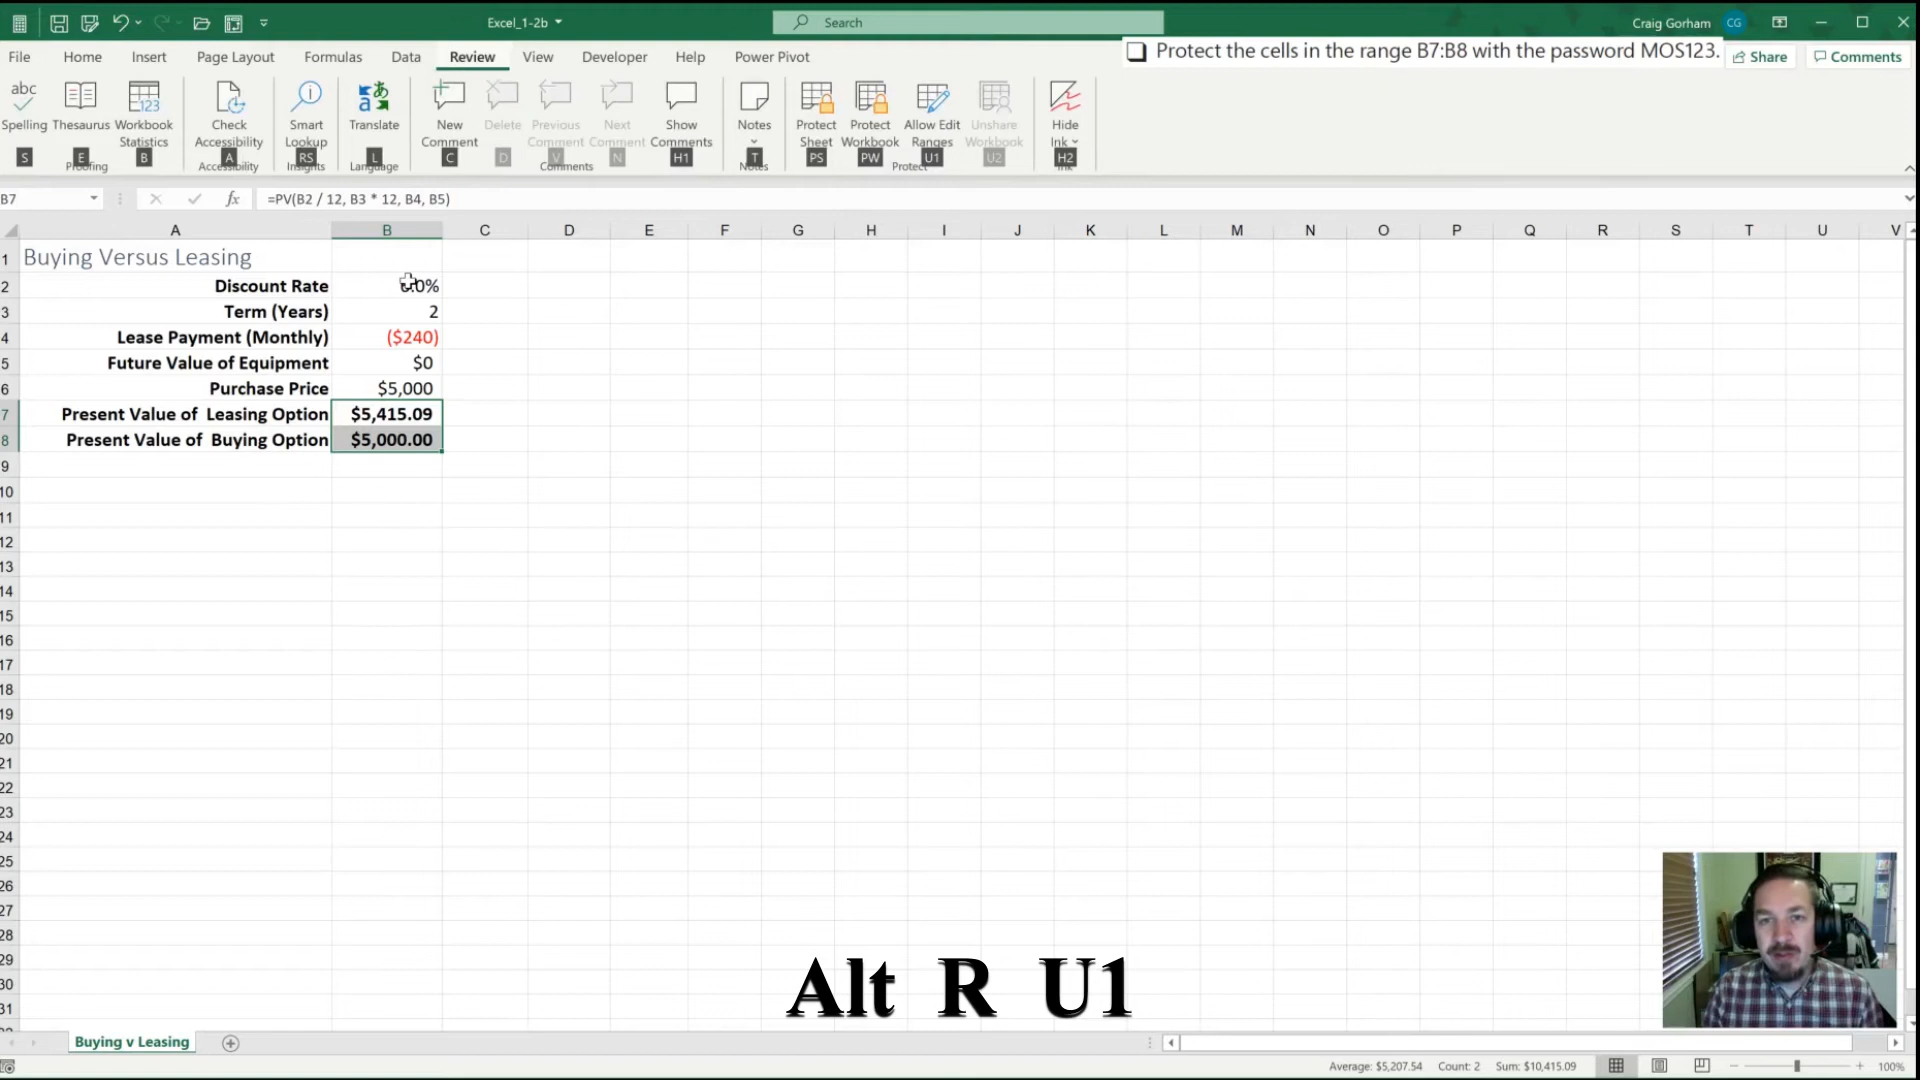 Excel_1-2b
Search
Craig Gorham
CG
Protect the cells in the range B7:B8 with the password MOS123.
File Home Insert Page Layout Formulas Data Review View Developer Help Power Pivot
Share
Comments
abc
Spelling
Thesaurus
Workbook
Statistics
Check
Accessibility
Smart
Lookup
Translate
New
Comment
Delete
Previous
Comment
Next
Comment
Show
Comments
Notes
Protect
Sheet
Protect
Workbook
Allow Edit
Ranges
Unshare
Workbook
Hide
Ink
S E B A RS L C D V N H1 T PS PW U1 U2 H2
Proofing Accessibility Insights Language Comments Notes Protect Ink
B7
fx
=PV(B2 / 12, B3 * 12, B4, B5)
A B C D E F G H I J K L M N O P Q R S T U V
1 Buying Versus Leasing
2 Discount Rate
3 Term (Years) 2
4 Lease Payment (Monthly) ($240)
5 Future Value of Equipment $0
6 Purchase Price $5,000
7 Present Value of Leasing Option $5,415.09
8 Present Value of Buying Option $5,000.00
9
10
11
12
13
14
15
16
17
18
19
20
21
22
23
24
25
26
27
28
29
30
31
Alt R U1
Buying v Leasing
Average: $5,207.54 Count: 2 Sum: $10,415.09
100%